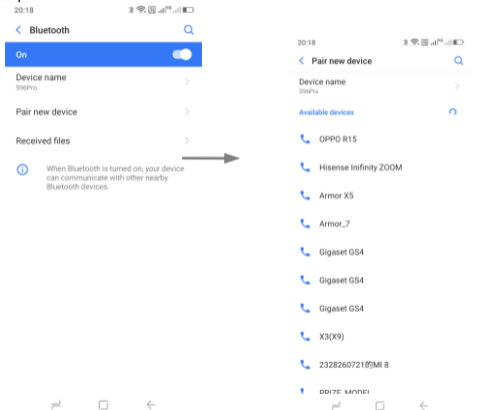 20:18
Bluetooth
On
Device name
S96Pro
Pair new device
Received files
When Bluetooth is turned on, your device
can communicate with other nearby
Bluetooth devices.
20:18
Pair new device
Device name
S96Pro
Available devices
OPPO R15
Hisense Inifinity ZOOM
Armor X5
Armor_7
Gigaset GS4
Gigaset GS4
Gigaset GS4
X3(X9)
2328260721的MI 8
PRIZE MODEL